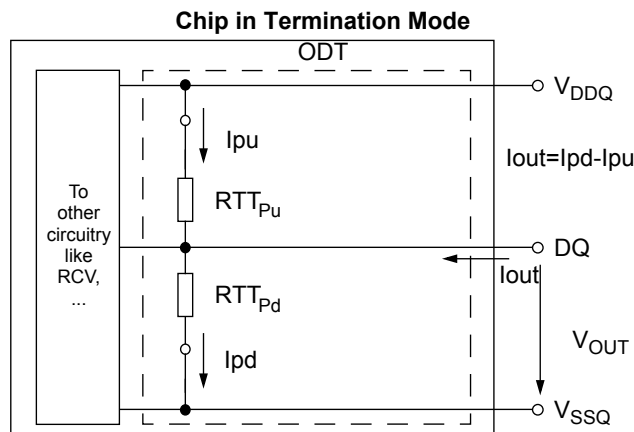 Chip in Termination Mode
ODT
VDDQ
Ipu
Iout=Ipd-Ipu
To
other
circuitry
like
RCV,
...
RTTPu
DQ
Iout
RTTPd
VOUT
Ipd
VSSQ